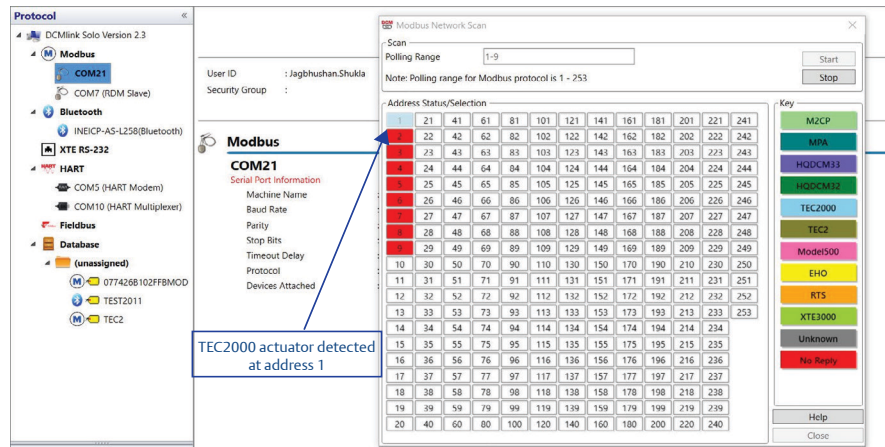 Protocol «
DCMlink Solo Version 2.3
Modbus
COM21
COM7 (RDM Slave)
Bluetooth
INEICP-AS-L258(Bluetooth)
XTE RS-232
HART
COM5 (HART Modem)
COM10 (HART Multiplexer)
Fieldbus
Database
(unassigned)
077426B102FFBMOD
TEST2011
TEC2
User ID : Jagbhushan.Shukla
Security Group :
Modbus
COM21
Serial Port Information
Machine Name
Baud Rate
Parity
Stop Bits
Timeout Delay
Protocol
Devices Attached
TEC2000 actuator detected
at address 1
Modbus Network Scan
Scan
Polling Range 1-9 Start
Note: Polling range for Modbus protocol is 1 - 253 Stop
Address Status/Selection
1 21 41 61 81 101 121 141 161 181 201 221 241
2 22 42 62 82 102 122 142 162 182 202 222 242
3 23 43 63 83 103 123 143 163 183 203 223 243
4 24 44 64 84 104 124 144 164 184 204 224 244
5 25 45 65 85 105 125 145 165 185 205 225 245
6 26 46 66 86 106 126 146 166 186 206 226 246
7 27 47 67 87 107 127 147 167 187 207 227 247
8 28 48 68 88 108 128 148 168 188 208 228 248
9 29 49 69 89 109 129 149 169 189 209 229 249
10 30 50 70 90 110 130 150 170 190 210 230 250
11 31 51 71 91 111 131 151 171 191 211 231 251
12 32 52 72 92 112 132 152 172 192 212 232 252
13 33 53 73 93 113 133 153 173 193 213 233 253
14 34 54 74 94 114 134 154 174 194 214 234
15 35 55 75 95 115 135 155 175 195 215 235
16 36 56 76 96 116 136 156 176 196 216 236
17 37 57 77 97 117 137 157 177 197 217 237
18 38 58 78 98 118 138 158 178 198 218 238
19 39 59 79 99 119 139 159 179 199 219 239
20 40 60 80 100 120 140 160 180 200 220 240
Key
M2CP
MPA
HQDCM33
HQDCM32
TEC2000
TEC2
Model500
EHO
RTS
XTE3000
Unknown
No Reply
Help
Close